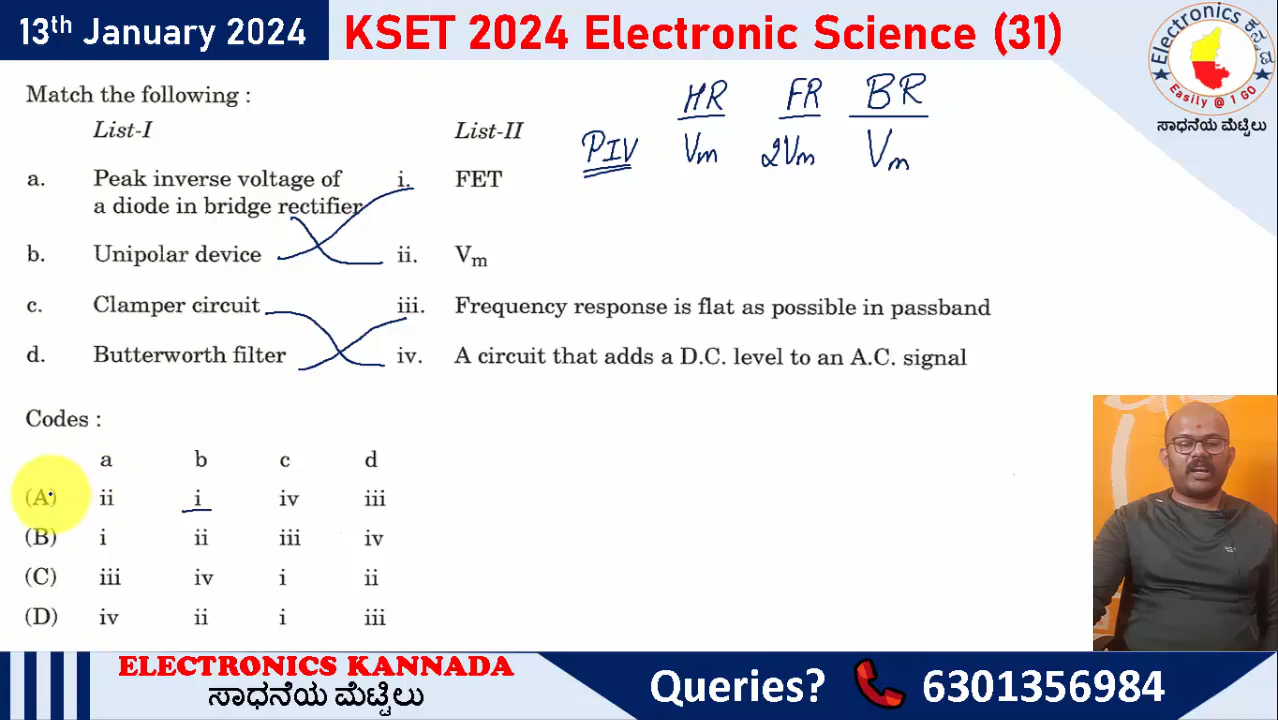 13th January 2024
KSET 2024 Electronic Science (31)
Electronics ಕನ್ನಡ
Easily @ 1 GO
ಸಾಧನೆಯ ಮೆಟ್ಟಿಲು
Match the following :
List-I List-II
HR FR BR
PIV Vm 2Vm Vm
a. Peak inverse voltage of i. FET
a diode in bridge rectifier
b. Unipolar device ii. Vm
c. Clamper circuit iii. Frequency response is flat as possible in passband
d. Butterworth filter iv. A circuit that adds a D.C. level to an A.C. signal
Codes :
a b c d
(A) ii i iv iii
(B) i ii iii iv
(C) iii iv i ii
(D) iv ii i iii
ELECTRONICS KANNADA
ಸಾಧನೆಯ ಮೆಟ್ಟಿಲು
Queries? 6301356984